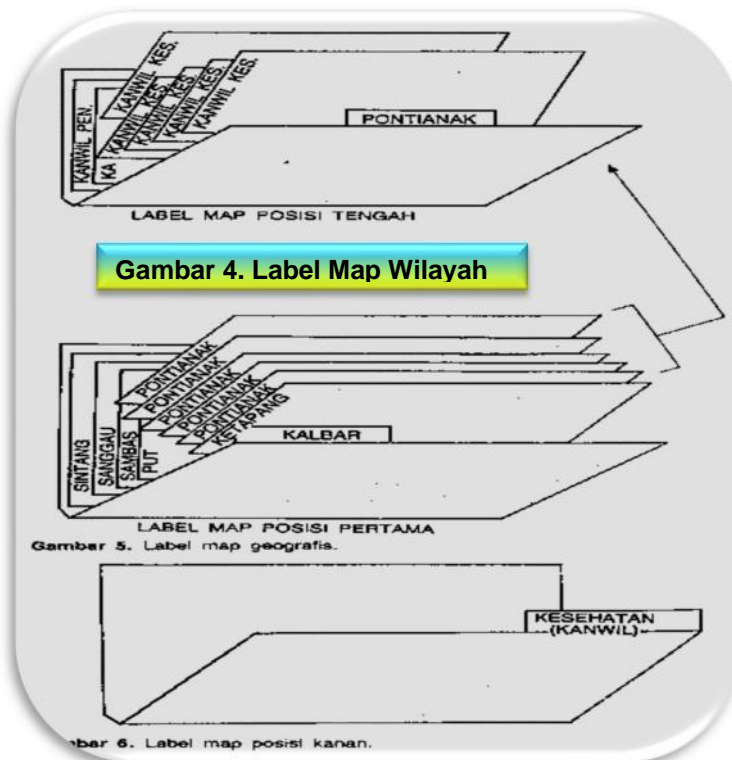 KANWIL KES.
KANWIL KES.
KANWIL KES.
KANWIL KES.
KANWIL KES.
KANWIL PEN.
KA
PONTIANAK
LABEL MAP POSISI TENGAH
Gambar 4. Label Map Wilayah
PONTIANAK
PONTIANAK
PONTIANAK
PONTIANAK
PONTIANAK
KETAPANG
SINTANG
SANGGAU
SAMBAS
PUT
KALBAR
LABEL MAP POSISI PERTAMA
Gambar 5. Label map geografis.
KESEHATAN
(KANWIL)
bar 6. Label map posisi kanan.